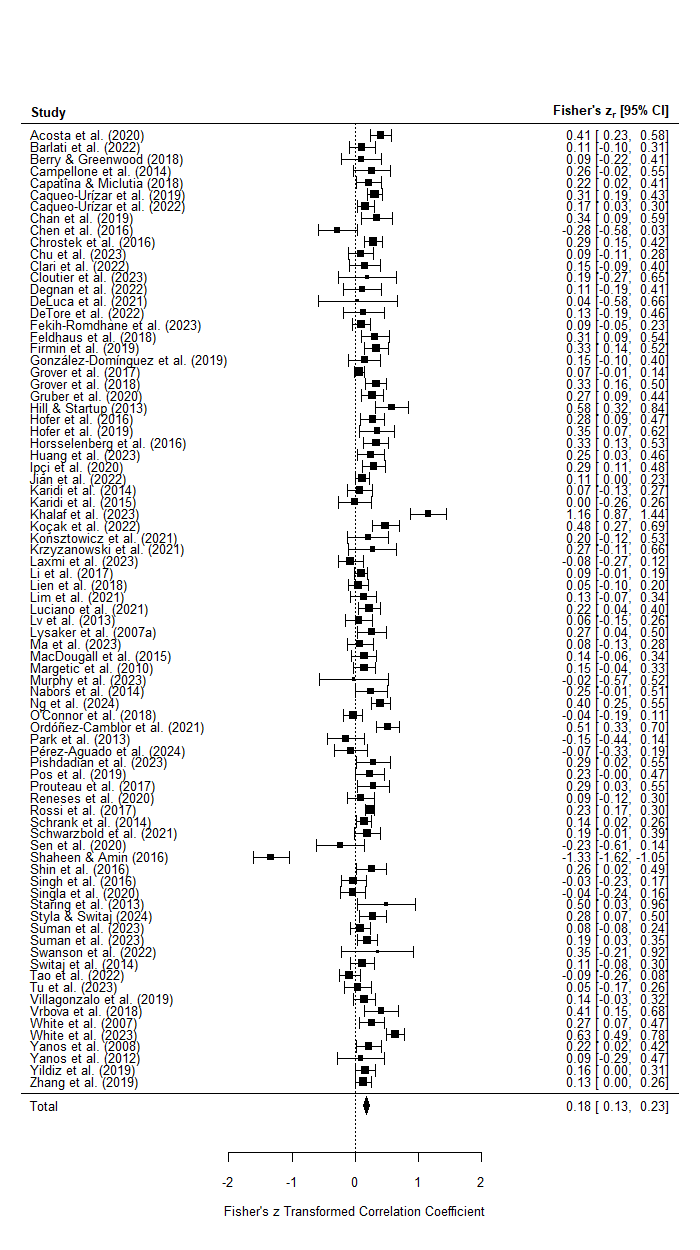 Study Fisher's zr [95% CI]
Acosta et al. (2020) 0.41 [ 0.23, 0.58]
Barlati et al. (2022) 0.11 [-0.10, 0.31]
Berry & Greenwood (2018) 0.09 [-0.22, 0.41]
Campellone et al. (2014) 0.26 [-0.02, 0.55]
Capatîna & Miclutia (2018) 0.22 [ 0.02, 0.41]
Caqueo-Urízar et al. (2019) 0.31 [ 0.19, 0.43]
Caqueo-Urízar et al. (2022) 0.17 [ 0.03, 0.30]
Chan et al. (2019) 0.34 [ 0.09, 0.59]
Chen et al. (2016) -0.28 [-0.58, 0.03]
Chrostek et al. (2016) 0.29 [ 0.15, 0.42]
Chu et al. (2023) 0.09 [-0.11, 0.28]
Clari et al. (2022) 0.15 [-0.09, 0.40]
Cloutier et al. (2023) 0.19 [-0.27, 0.65]
Degnan et al. (2022) 0.11 [-0.19, 0.41]
DeLuca et al. (2021) 0.04 [-0.58, 0.66]
DeTore et al. (2022) 0.13 [-0.19, 0.46]
Fekih-Romdhane et al. (2023) 0.09 [-0.05, 0.23]
Feldhaus et al. (2018) 0.31 [ 0.09, 0.54]
Firmin et al. (2019) 0.33 [ 0.14, 0.52]
González-Domínguez et al. (2019) 0.15 [-0.10, 0.40]
Grover et al. (2017) 0.07 [-0.01, 0.14]
Grover et al. (2018) 0.33 [ 0.16, 0.50]
Gruber et al. (2020) 0.27 [ 0.09, 0.44]
Hill & Startup (2013) 0.58 [ 0.32, 0.84]
Hofer et al. (2016) 0.28 [ 0.09, 0.47]
Hofer et al. (2019) 0.35 [ 0.07, 0.62]
Horsselenberg et al. (2016) 0.33 [ 0.13, 0.53]
Huang et al. (2023) 0.25 [ 0.03, 0.46]
Ipçi et al. (2020) 0.29 [ 0.11, 0.48]
Jian et al. (2022) 0.11 [ 0.00, 0.23]
Karidi et al. (2014) 0.07 [-0.13, 0.27]
Karidi et al. (2015) 0.00 [-0.26, 0.26]
Khalaf et al. (2023) 1.16 [ 0.87, 1.44]
Koçak et al. (2022) 0.48 [ 0.27, 0.69]
Konsztowicz et al. (2021) 0.20 [-0.12, 0.53]
Krzyzanowski et al. (2021) 0.27 [-0.11, 0.66]
Laxmi et al. (2023) -0.08 [-0.27, 0.12]
Li et al. (2017) 0.09 [-0.01, 0.19]
Lien et al. (2018) 0.05 [-0.10, 0.20]
Lim et al. (2021) 0.13 [-0.07, 0.34]
Luciano et al. (2021) 0.22 [ 0.04, 0.40]
Lv et al. (2013) 0.06 [-0.15, 0.26]
Lysaker et al. (2007a) 0.27 [ 0.04, 0.50]
Ma et al. (2023) 0.08 [-0.13, 0.28]
MacDougall et al. (2015) 0.14 [-0.06, 0.34]
Margetic et al. (2010) 0.15 [-0.04, 0.33]
Murphy et al. (2023) -0.02 [-0.57, 0.52]
Nabors et al. (2014) 0.25 [-0.01, 0.51]
Ng et al. (2024) 0.40 [ 0.25, 0.55]
O'Connor et al. (2018) -0.04 [-0.19, 0.11]
Ordóñez-Camblor et al. (2021) 0.51 [ 0.33, 0.70]
Park et al. (2013) -0.15 [-0.44, 0.14]
Pérez-Aguado et al. (2024) -0.07 [-0.33, 0.19]
Pishdadian et al. (2023) 0.29 [ 0.02, 0.55]
Pos et al. (2019) 0.23 [-0.00, 0.47]
Prouteau et al. (2017) 0.29 [ 0.03, 0.55]
Reneses et al. (2020) 0.09 [-0.12, 0.30]
Rossi et al. (2017) 0.23 [ 0.17, 0.30]
Schrank et al. (2014) 0.14 [ 0.02, 0.26]
Schwarzbold et al. (2021) 0.19 [-0.01, 0.39]
Sen et al. (2020) -0.23 [-0.61, 0.14]
Shaheen & Amin (2016) -1.33 [-1.62, -1.05]
Shin et al. (2016) 0.26 [ 0.02, 0.49]
Singh et al. (2016) -0.03 [-0.23, 0.17]
Singla et al. (2020) -0.04 [-0.24, 0.16]
Staring et al. (2013) 0.50 [ 0.03, 0.96]
Styla & Switaj (2024) 0.28 [ 0.07, 0.50]
Suman et al. (2023) 0.08 [-0.08, 0.24]
Suman et al. (2023) 0.19 [ 0.03, 0.35]
Swanson et al. (2022) 0.35 [-0.21, 0.92]
Switaj et al. (2014) 0.11 [-0.08, 0.30]
Tao et al. (2022) -0.09 [-0.26, 0.08]
Tu et al. (2023) 0.05 [-0.17, 0.26]
Villagonzalo et al. (2019) 0.14 [-0.03, 0.32]
Vrbova et al. (2018) 0.41 [ 0.15, 0.68]
White et al. (2007) 0.27 [ 0.07, 0.47]
White et al. (2023) 0.63 [ 0.49, 0.78]
Yanos et al. (2008) 0.22 [ 0.02, 0.42]
Yanos et al. (2012) 0.09 [-0.29, 0.47]
Yildiz et al. (2019) 0.16 [ 0.00, 0.31]
Zhang et al. (2019) 0.13 [ 0.00, 0.26]
Total 0.18 [ 0.13, 0.23]
-2 -1 0 1 2
Fisher's z Transformed Correlation Coefficient